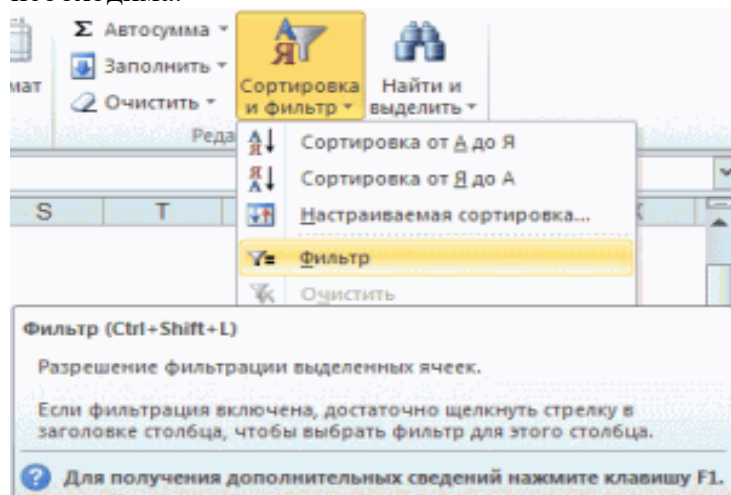 Σ Автосумма
Заполнить
Очистить
мат
Сортировка
и фильтр
Найти и
выделить
Реда
Сортировка от А до Я
Сортировка от Я до А
Настраиваемая сортировка...
Фильтр
Очистить
S T
Фильтр (Ctrl+Shift+L)
Разрешение фильтрации выделенных ячеек.
Если фильтрация включена, достаточно щелкнуть стрелку в
заголовке столбца, чтобы выбрать фильтр для этого столбца.
Для получения дополнительных сведений нажмите клавишу F1.